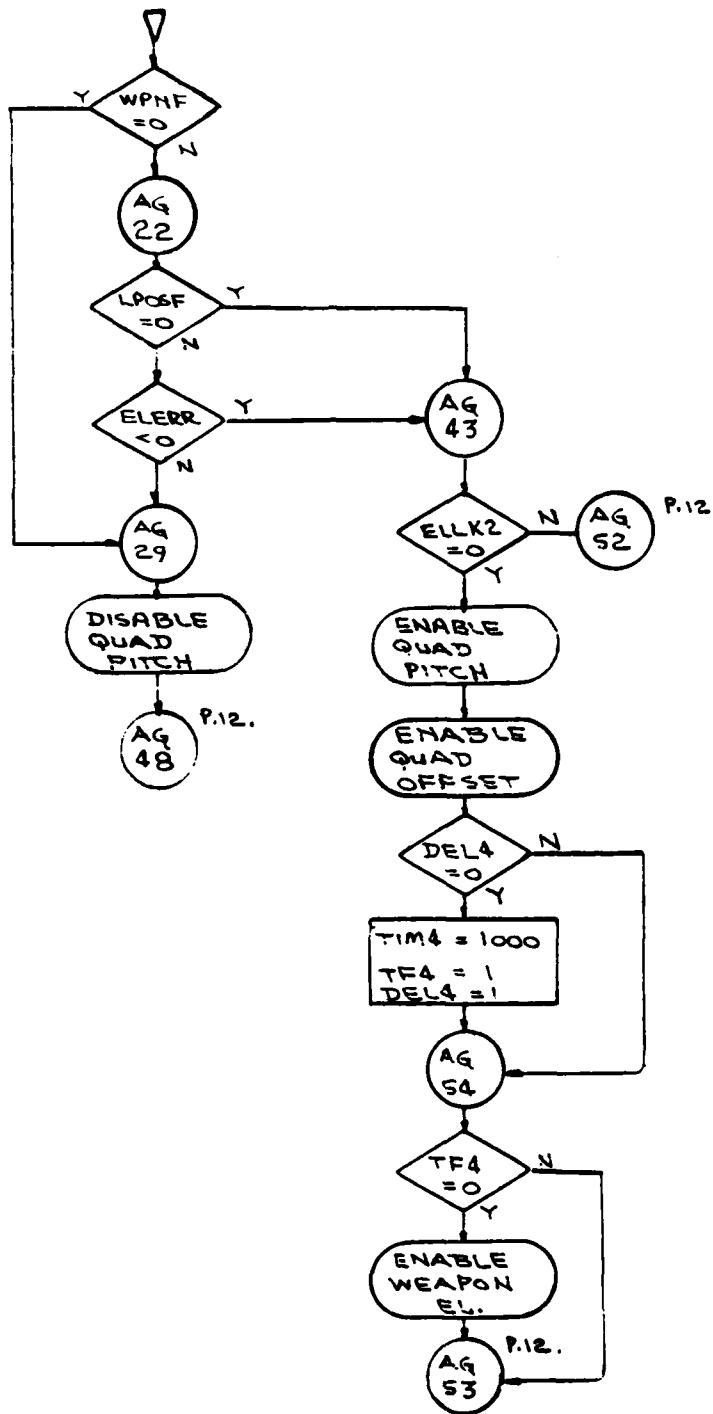 Y
WPNF
=0
N
AG
22
LPOSF
=0
Y
N
ELERR
<0
Y
N
AG
43
AG
29
ELLK2
=0
N
Y
AG
52
P.12
DISABLE
QUAD
PITCH
ENABLE
QUAD
PITCH
AG
48
P.12.
ENABLE
QUAD
OFFSET
DEL4
=0
N
Y
TIM4 = 1000
TF4 = 1
DEL4 = 1
AG
54
TF4
=0
N
Y
ENABLE
WEAPON
EL.
AG
53
P.12.